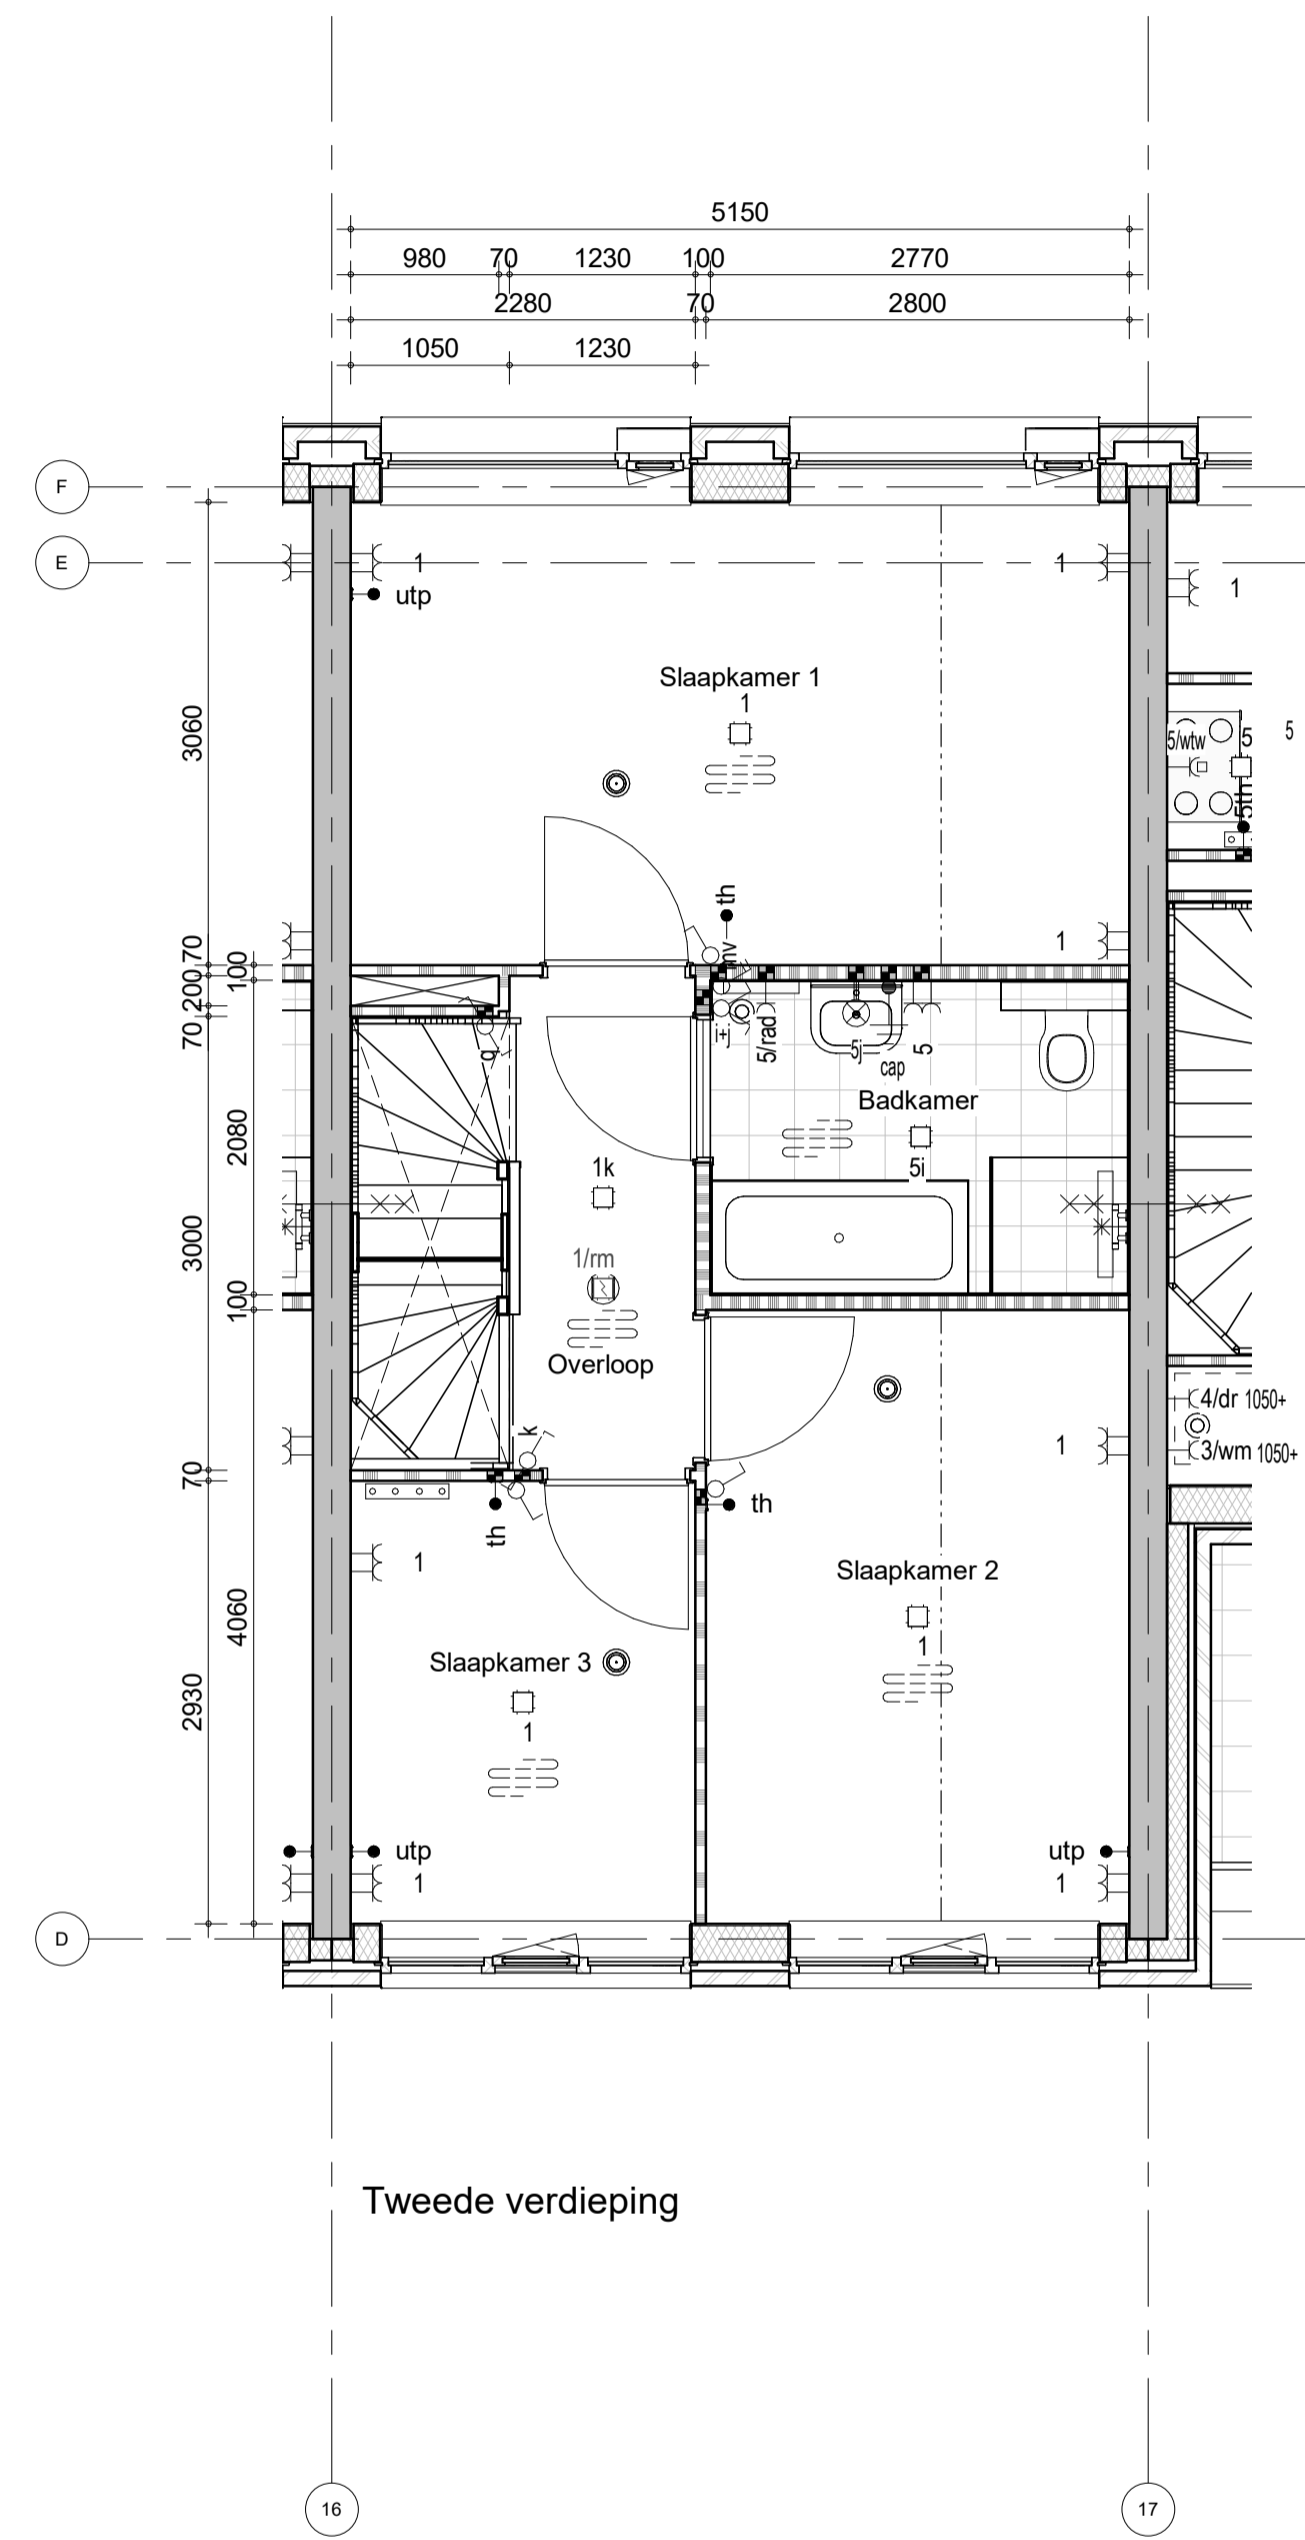 5150
980 70 1230 100 2770
2280 70 2800
1050 1230
F
E
1 1
utp 1
Slaapkamer 1
1
3060
5/wtw 5 5
5th
th
mv
1
70
100
200
70
q
i+j
5/rad
5j
cap
5
Badkamer
5i
2080
1k
3000
1/rm
100
Overloop
4/dr 1050+
k
1
3/wm 1050+
70
th
th
1
Slaapkamer 2
4060
1
Slaapkamer 3
1
2930
utp utp
1 1
D
Tweede verdieping
16 17